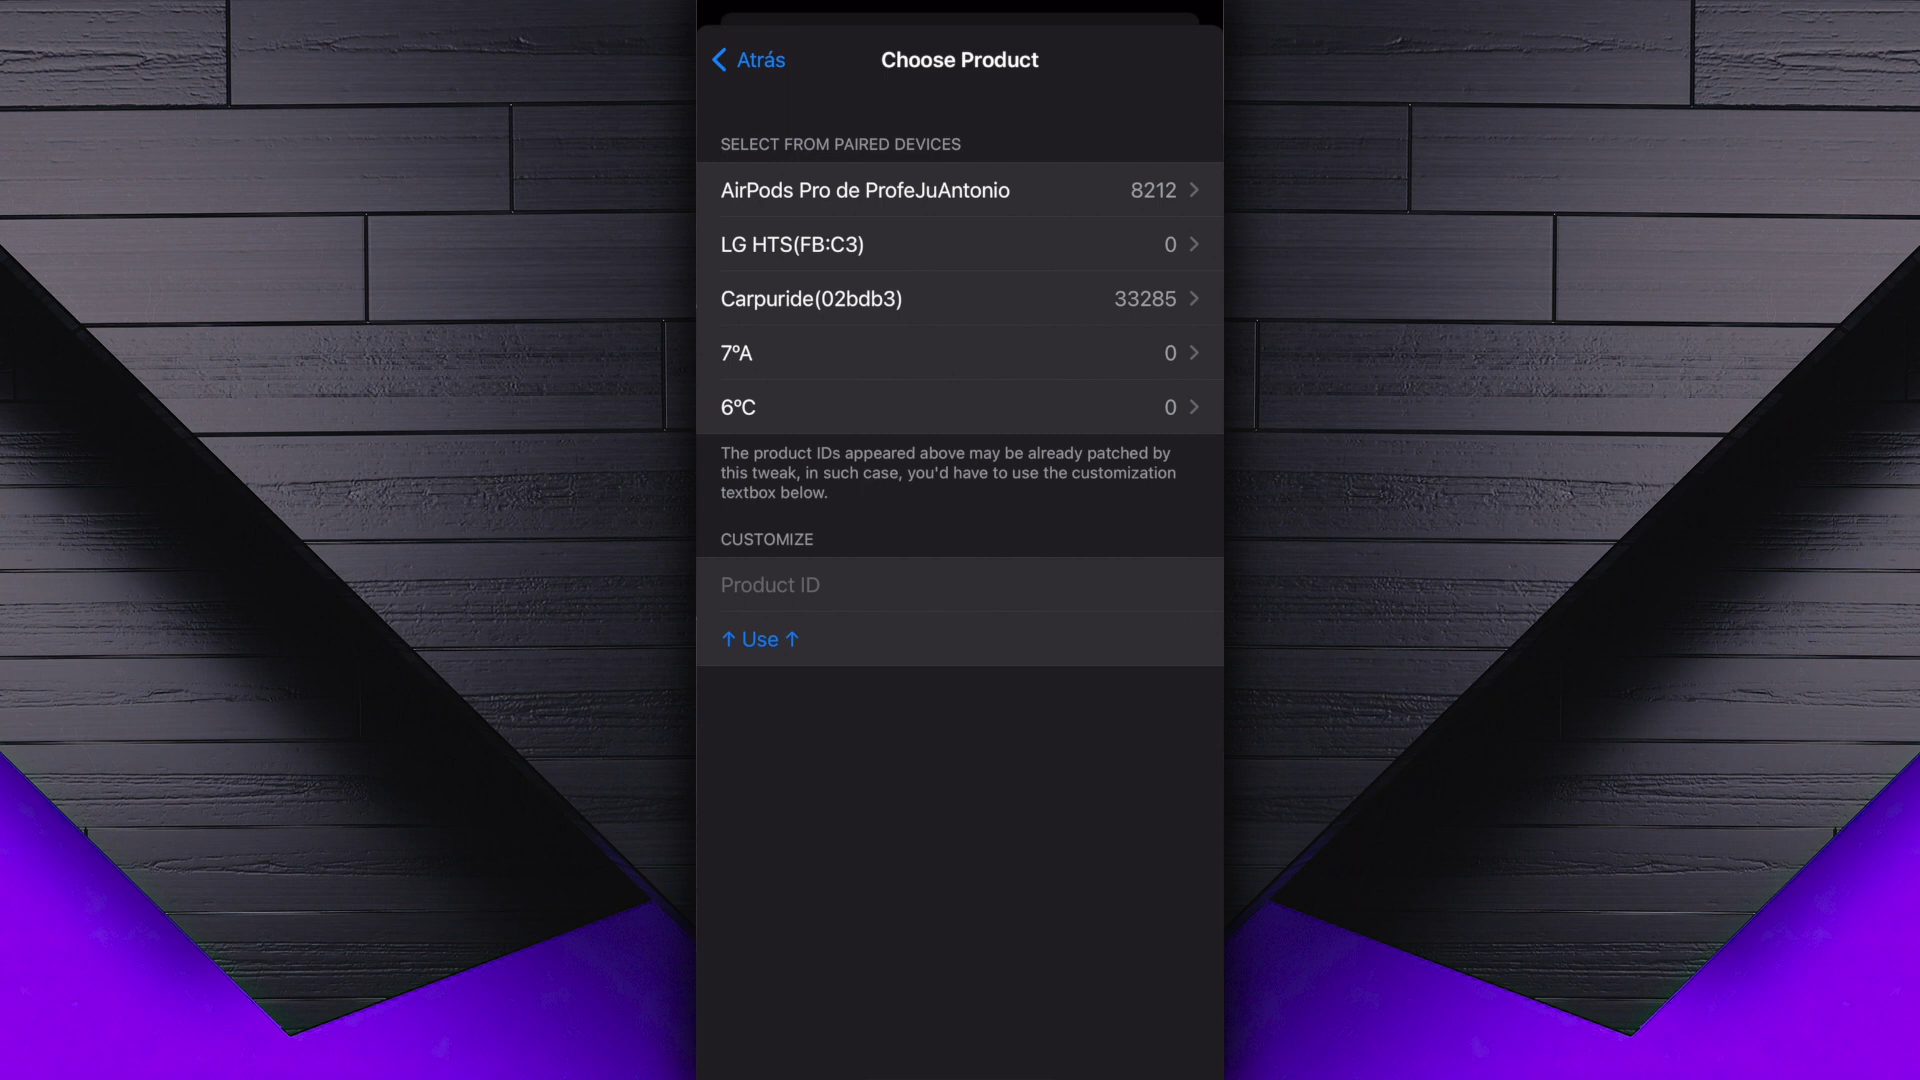 Atrás
Choose Product
SELECT FROM PAIRED DEVICES
AirPods Pro de ProfeJuAntonio 8212
LG HTS(FB:C3) 0
Carpuride(02bdb3) 33285
7ºA 0
6ºC 0
The product IDs appeared above may be already patched by
this tweak, in such case, you'd have to use the customization
textbox below.
CUSTOMIZE
Product ID
↑ Use ↑